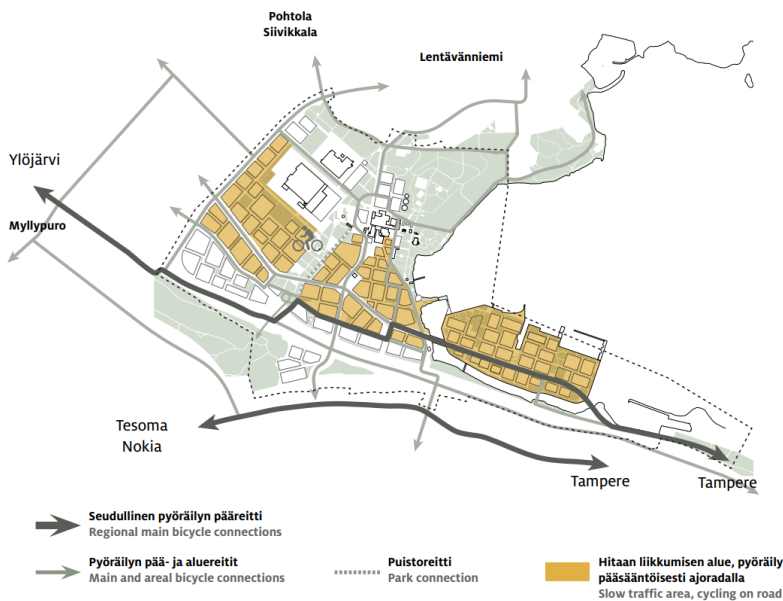 Pohtola
Siivikkala
Lentävänniemi
Ylöjärvi
Myllypuro
Tesoma
Nokia
Tampere
Tampere
Seudullinen pyöräilyn pääreitti
Regional main bicycle connections
Pyöräilyn pää- ja aluereitit
Main and areal bicycle connections
Puistoreitti
Park connection
Hitaan liikkumisen alue, pyöräily
pääsääntöisesti ajoradalla
Slow traffic area, cycling on road